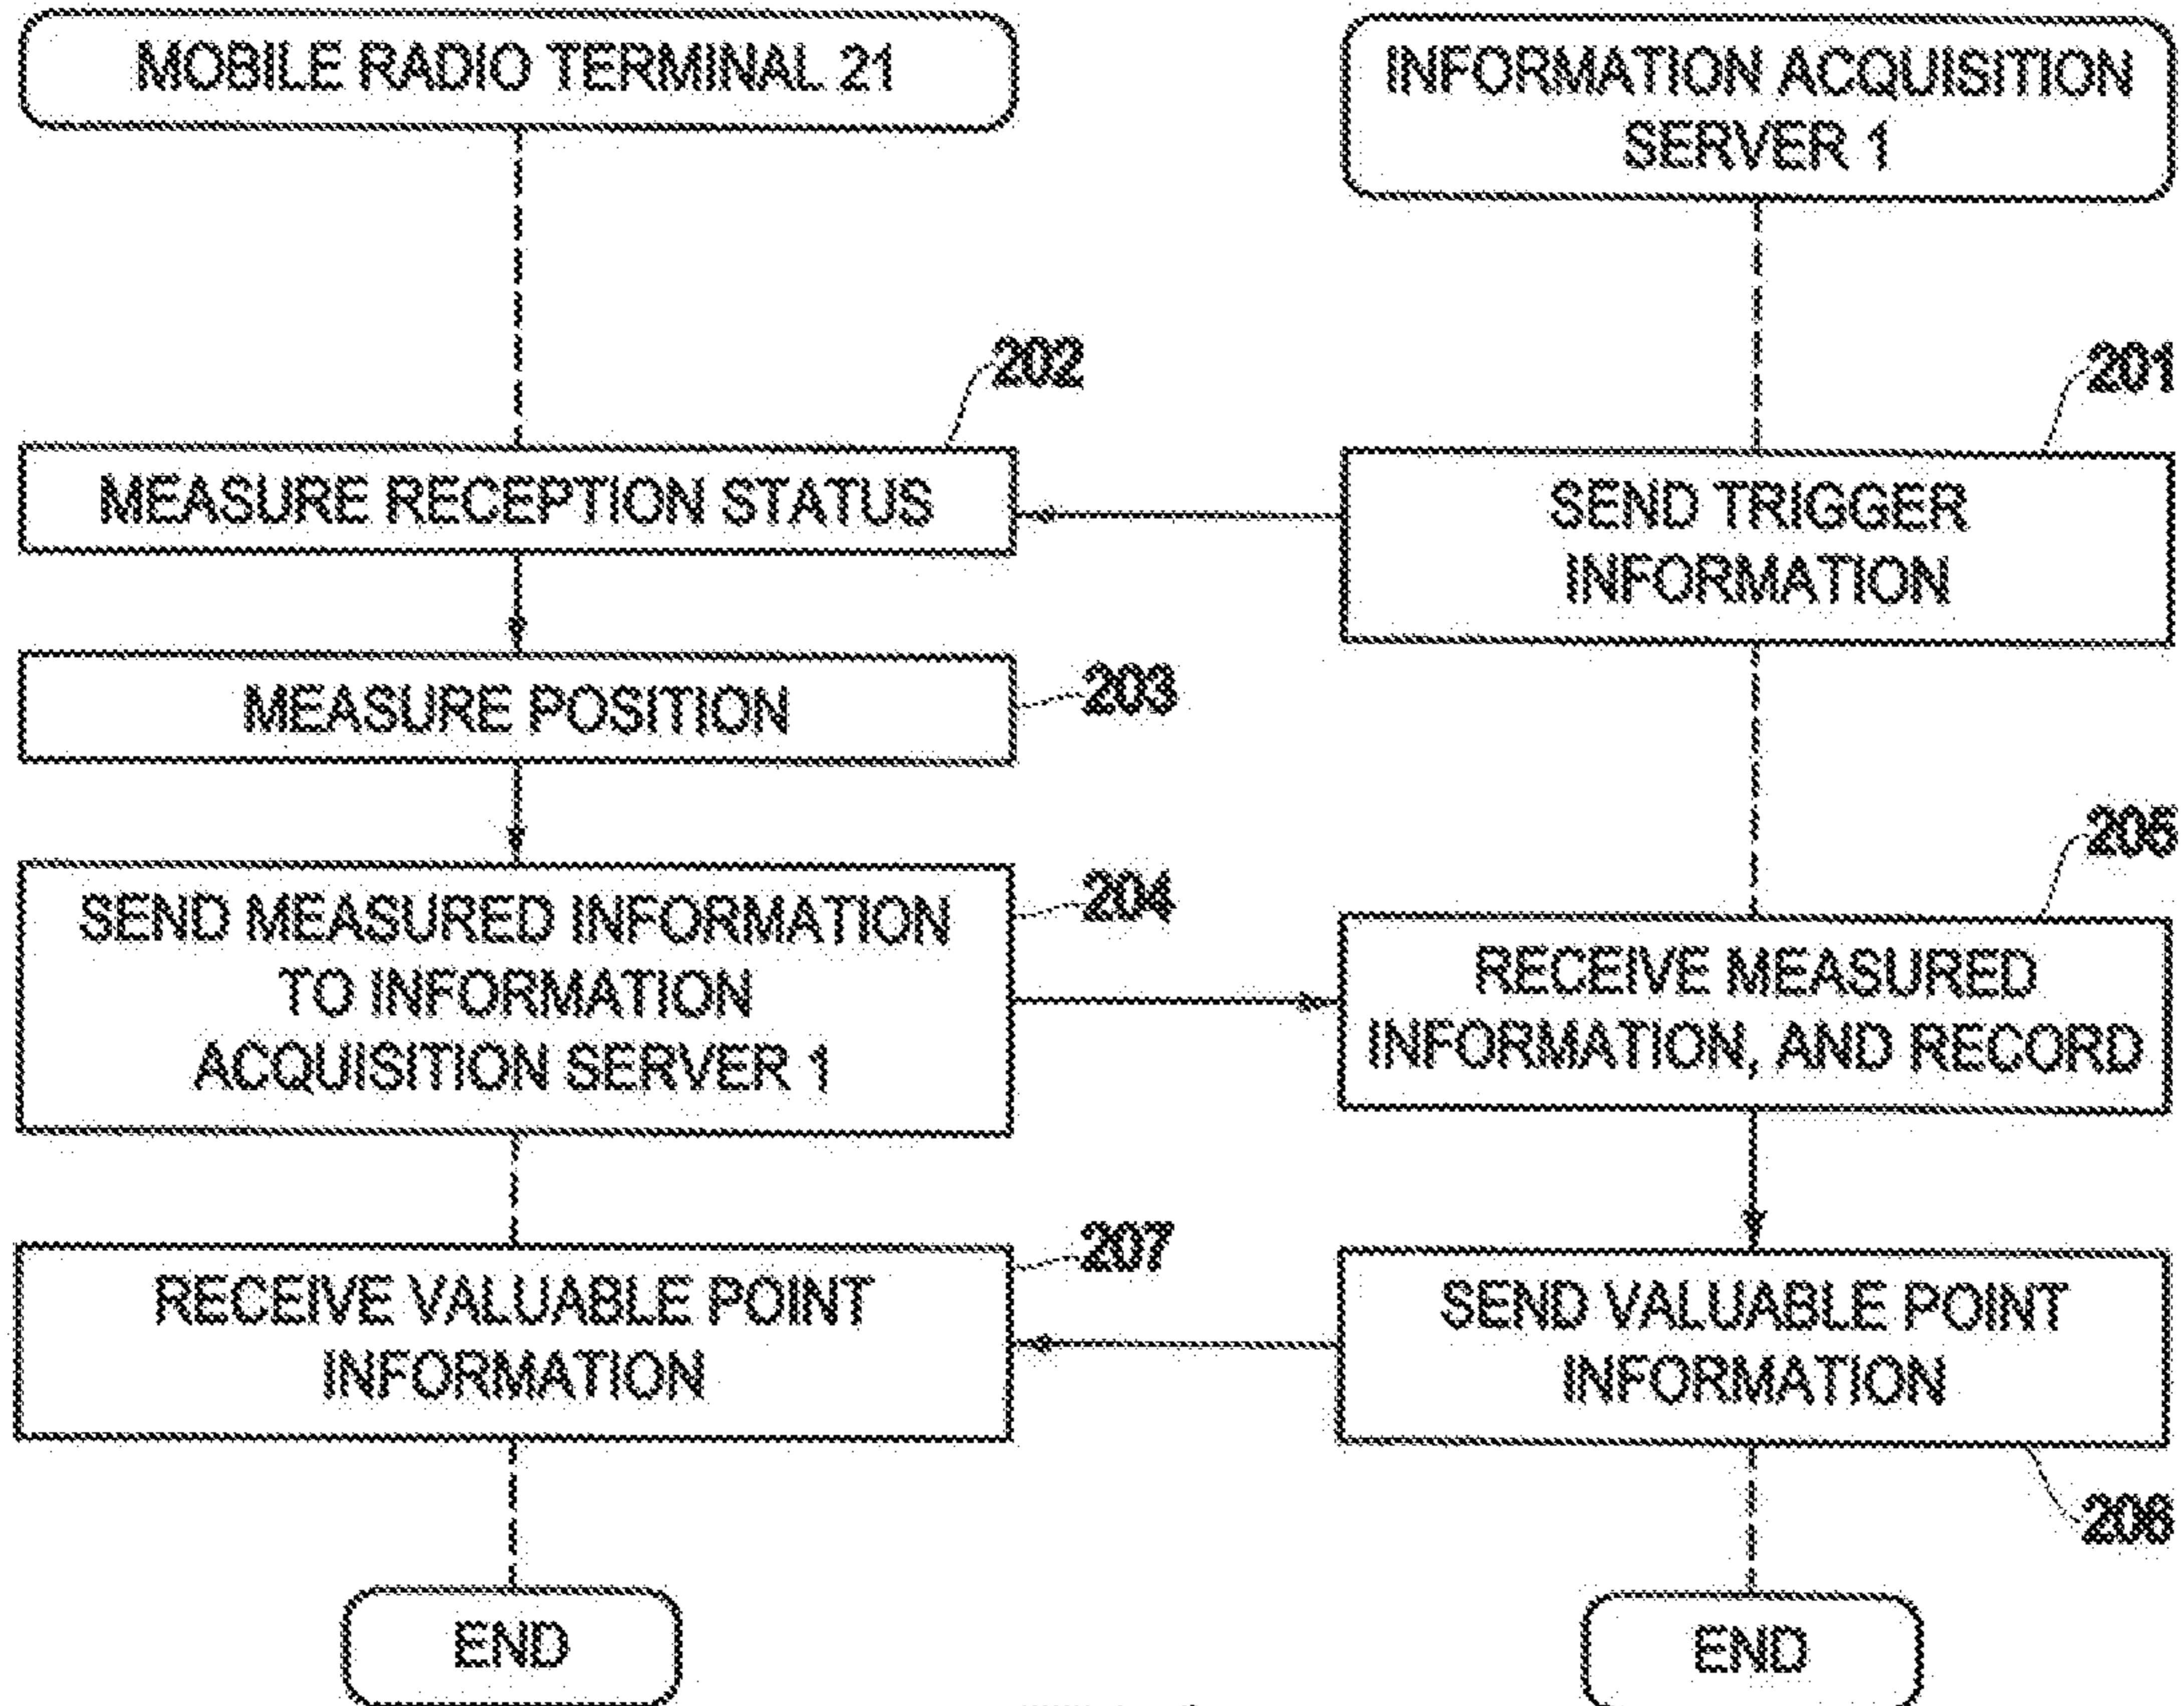 MOBILE RADIO TERMINAL 21
INFORMATION ACQUISITION
SERVER 1
202
201
MEASURE RECEPTION STATUS
SEND TRIGGER
INFORMATION
MEASURE POSITION
203
205
SEND MEASURED INFORMATION
TO INFORMATION
ACQUISITION SERVER 1
204
RECEIVE MEASURED
INFORMATION, AND RECORD
207
RECEIVE VALUABLE POINT
INFORMATION
SEND VALUABLE POINT
INFORMATION
206
END
END